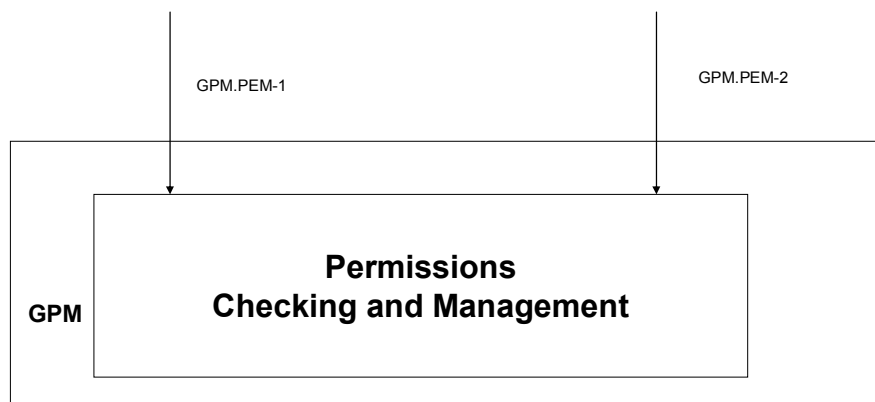 GPM.PEM-1
GPM.PEM-2
Permissions
Checking and Management
GPM